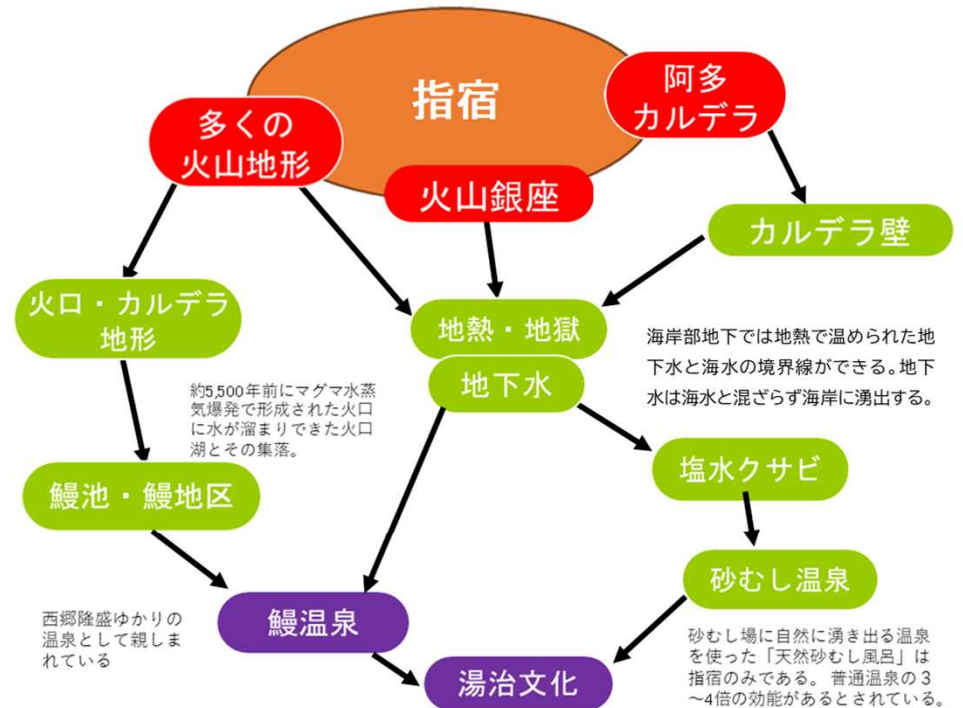 指宿
阿多
カルデラ
多くの
火山地形
火山銀座
カルデラ壁
火口・カルデラ
地形
地熱・地獄
地下水
海岸部地下では地熱で温められた地
下水と海水の境界線ができる。地下
水は海水と混ざらず海岸に湧出する。
約5,500年前にマグマ水蒸
気爆発で形成された火口
に水が溜まりできた火口
湖とその集落。
塩水クサビ
鰻池・鰻地区
砂むし温泉
鰻温泉
西郷隆盛ゆかりの
温泉として親しま
れている
砂むし場に自然に湧き出る温泉
を使った「天然砂むし風呂」は
指宿のみである。 普通温泉の３
～4倍の効能があるとされている。
湯治文化